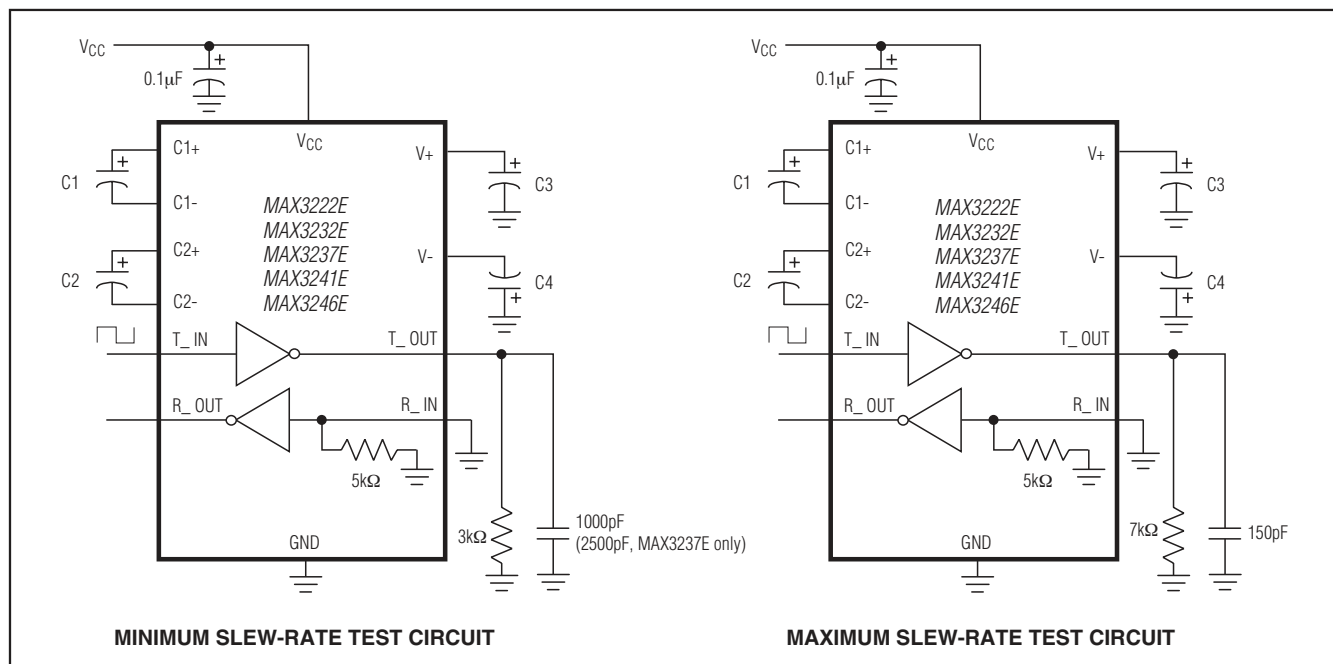 VCC
0.1µF
+
VCC
C1+
V+
C1
+
+
C3
C1-
MAX3222E
MAX3232E
MAX3237E
MAX3241E
MAX3246E
C2+
V-
C2
+
C4
+
C2-
T_ IN
T_ OUT
R_ OUT
R_ IN
5kΩ
3kΩ
1000pF
(2500pF, MAX3237E only)
GND
MINIMUM SLEW-RATE TEST CIRCUIT
VCC
0.1µF
+
VCC
C1+
V+
C1
+
+
C3
C1-
MAX3222E
MAX3232E
MAX3237E
MAX3241E
MAX3246E
C2+
V-
C2
+
C4
+
C2-
T_ IN
T_ OUT
R_ OUT
R_ IN
5kΩ
7kΩ
150pF
GND
MAXIMUM SLEW-RATE TEST CIRCUIT